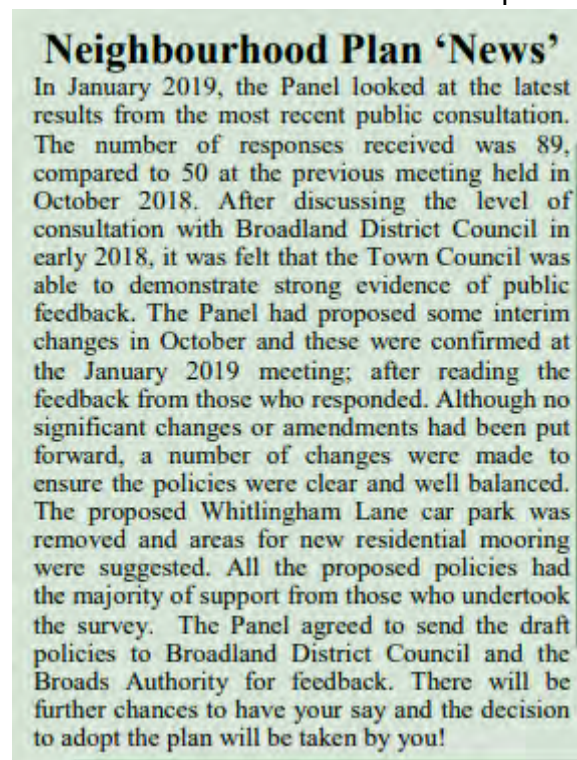 Neighbourhood Plan ‘News’
In January 2019, the Panel looked at the latest
results from the most recent public consultation.
The number of responses received was 89,
compared to 50 at the previous meeting held in
October 2018. After discussing the level of
consultation with Broadland District Council in
early 2018, it was felt that the Town Council was
able to demonstrate strong evidence of public
feedback. The Panel had proposed some interim
changes in October and these were confirmed at
the January 2019 meeting; after reading the
feedback from those who responded. Although no
significant changes or amendments had been put
forward, a number of changes were made to
ensure the policies were clear and well balanced.
The proposed Whitlingham Lane car park was
removed and areas for new residential mooring
were suggested. All the proposed policies had
the majority of support from those who undertook
the survey. The Panel agreed to send the draft
policies to Broadland District Council and the
Broads Authority for feedback. There will be
further chances to have your say and the decision
to adopt the plan will be taken by you!